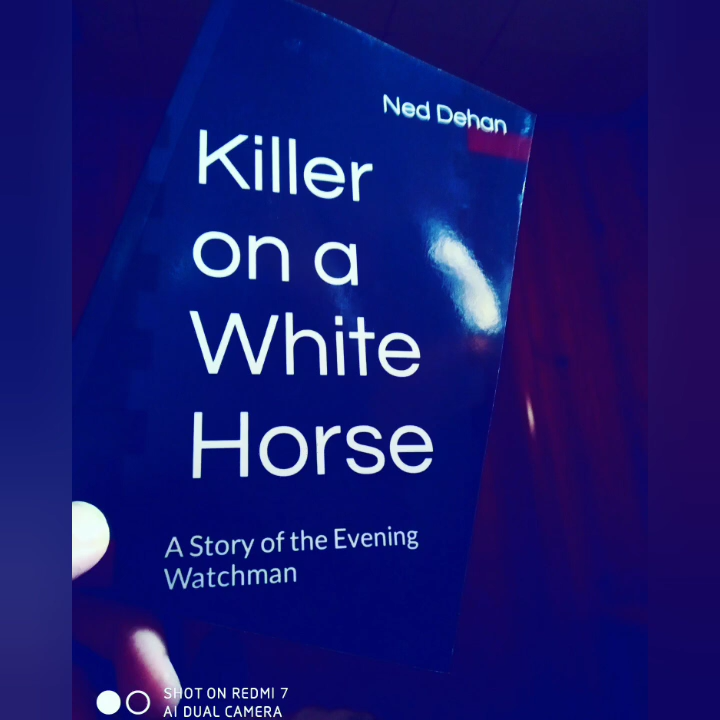 Ned Dehan
Killer
on a
White
Horse
A Story of the Evening
Watchman
SHOT ON REDMI 7
AI DUAL CAMERA